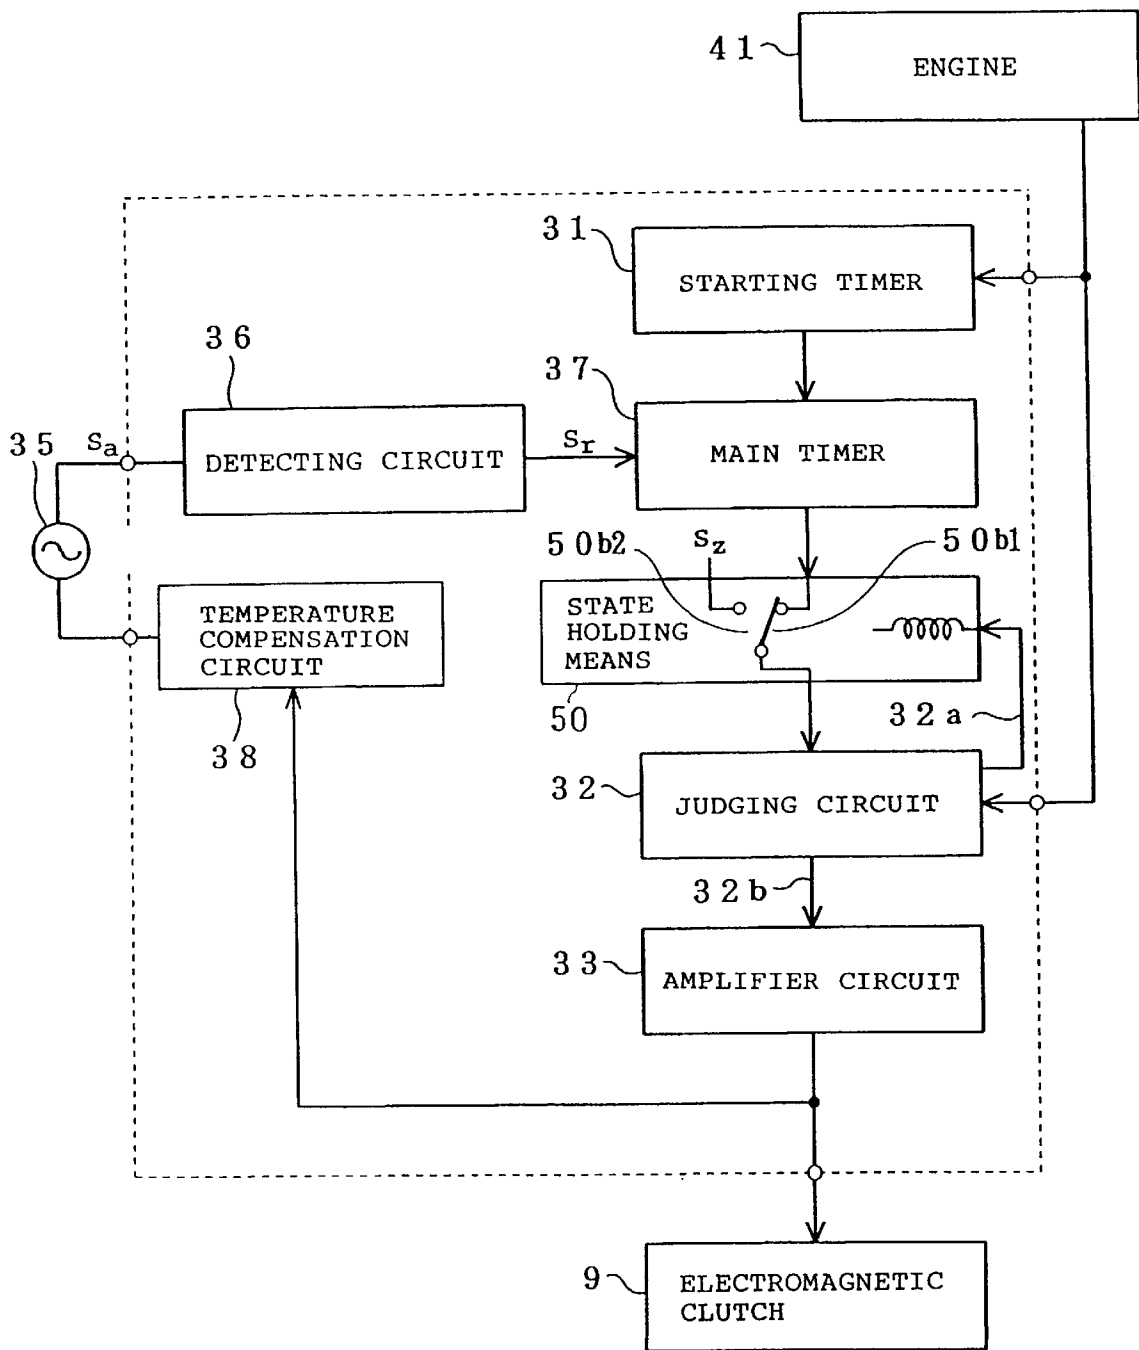 41
ENGINE
31
STARTING TIMER
36
37
35
Sa
DETECTING CIRCUIT
Sr
MAIN TIMER
50b2
Sz
50b1
TEMPERATURE
COMPENSATION
CIRCUIT
STATE
HOLDING
MEANS
38
50
32a
32
JUDGING CIRCUIT
32b
33
AMPLIFIER CIRCUIT
9
ELECTROMAGNETIC
CLUTCH